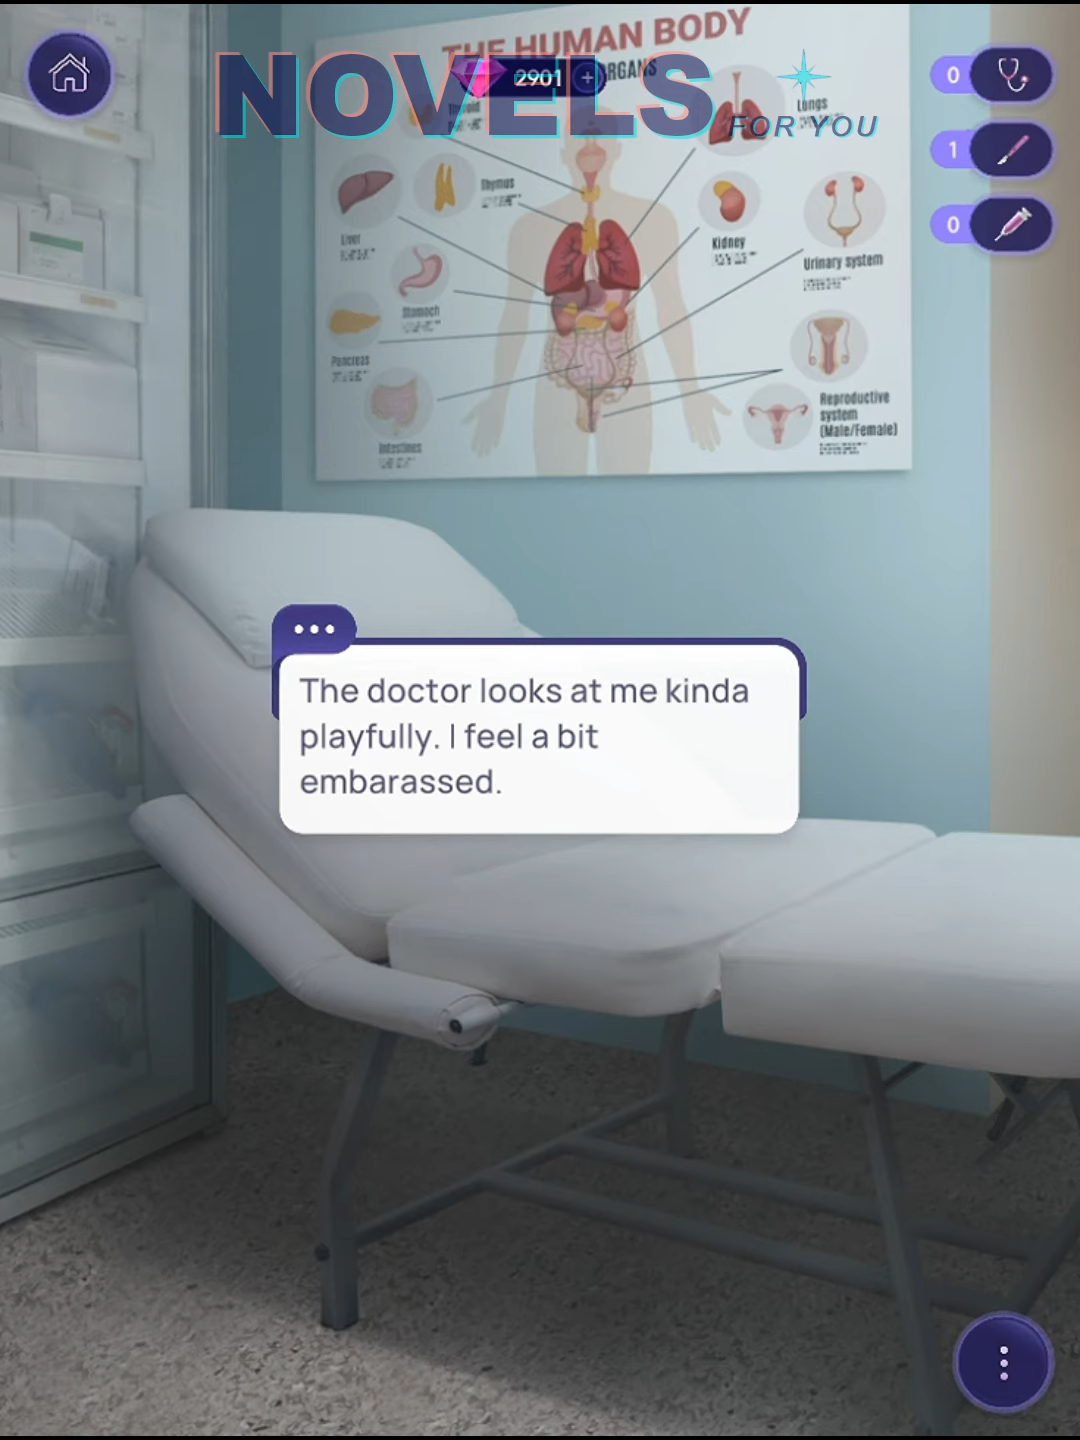 THE HUMAN BODY
NOVELS
2901
+
FOR YOU
Lungs
Thymus
Liver
Kidney
Urinary system
Stomach
Pancreas
Intestines
Reproductive
system
(Male/Female)
0
1
0
The doctor looks at me kinda
playfully. I feel a bit
embarassed.